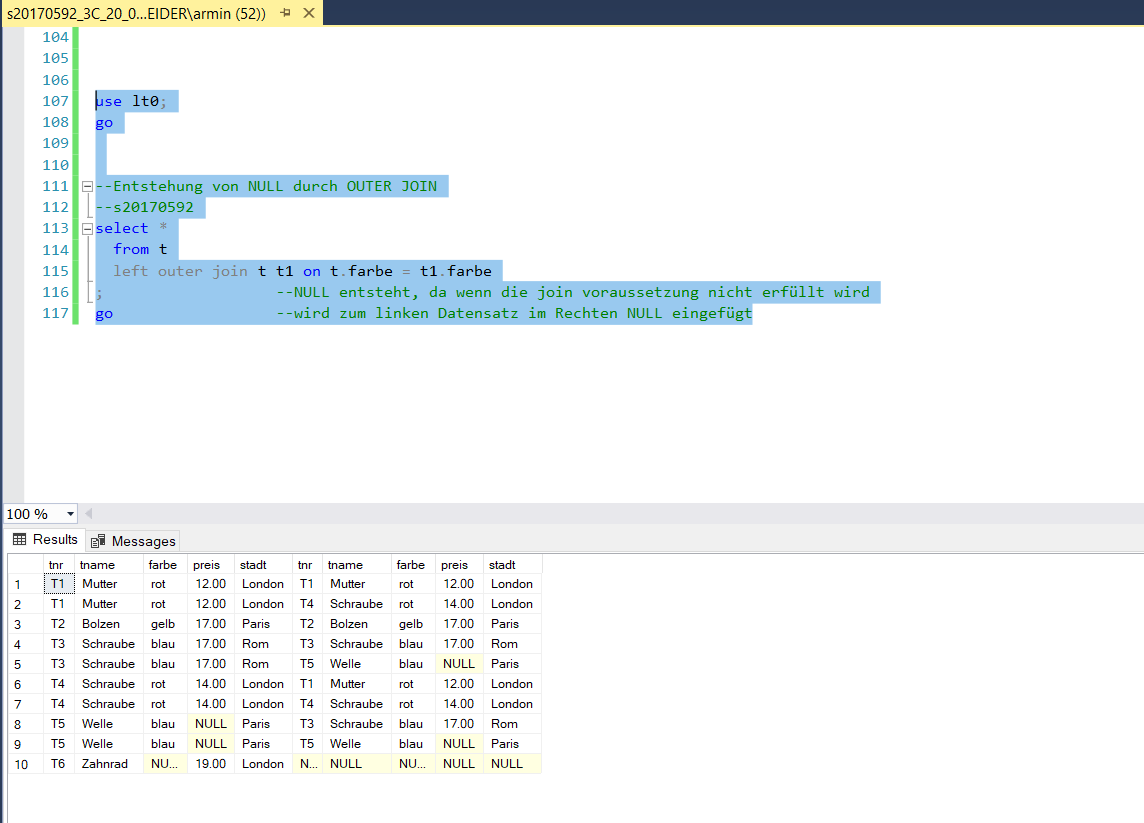 s20170592_3C_20_0...EIDER\armin (52))
104
105
106
107 use lt0;
108 go
109
110
111 --Entstehung von NULL durch OUTER JOIN
112 --s20170592
113 select *
114 from t
115 left outer join t t1 on t.farbe = t1.farbe
116 ; --NULL entsteht, da wenn die join voraussetzung nicht erfüllt wird
117 go --wird zum linken Datensatz im Rechten NULL eingefügt
100 %
Results Messages
tnr tname farbe preis stadt tnr tname farbe preis stadt
1 T1 Mutter rot 12.00 London T1 Mutter rot 12.00 London
2 T1 Mutter rot 12.00 London T4 Schraube rot 14.00 London
3 T2 Bolzen gelb 17.00 Paris T2 Bolzen gelb 17.00 Paris
4 T3 Schraube blau 17.00 Rom T3 Schraube blau 17.00 Rom
5 T3 Schraube blau 17.00 Rom T5 Welle blau NULL Paris
6 T4 Schraube rot 14.00 London T1 Mutter rot 12.00 London
7 T4 Schraube rot 14.00 London T4 Schraube rot 14.00 London
8 T5 Welle blau NULL Paris T3 Schraube blau 17.00 Rom
9 T5 Welle blau NULL Paris T5 Welle blau NULL Paris
10 T6 Zahnrad NU... 19.00 London N... NULL NU... NULL NULL